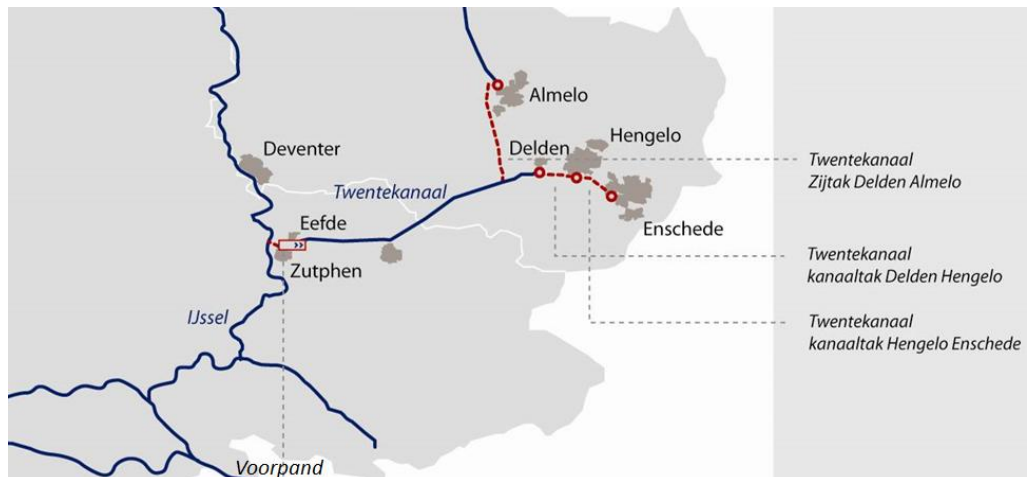 Almelo
Hengelo
Delden
Deventer
Twentekanaal
Zijtak Delden Almelo
Twentekanaal
Eefde
Enschede
Zutphen
Twentekanaal
kanaaltak Delden Hengelo
IJssel
Twentekanaal
kanaaltak Hengelo Enschede
Voorpand